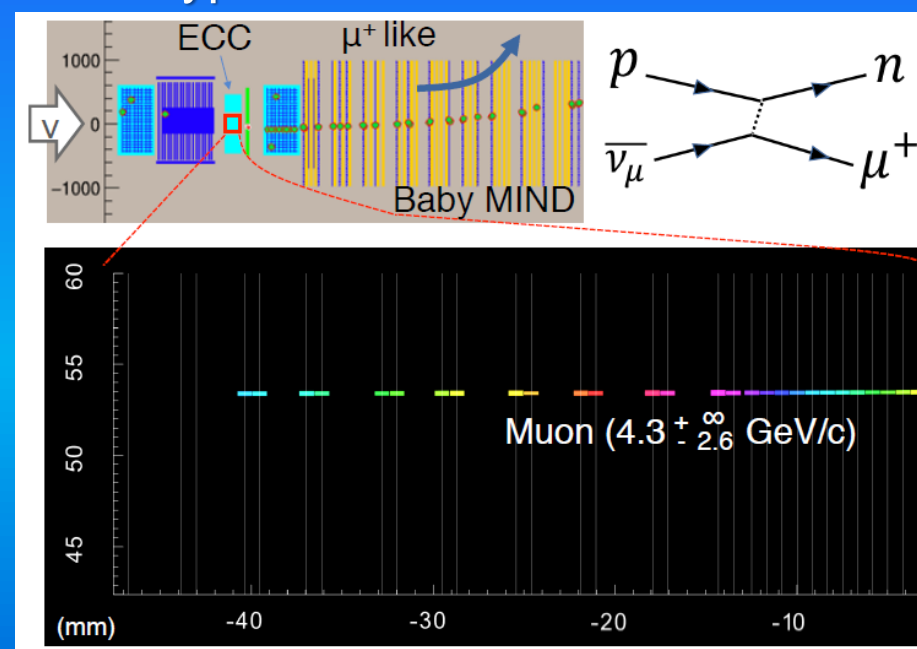 ECC
μ⁺ like
1000
0
−1000
ν
Baby MIND
p
n
ν̅_μ
μ⁺
60
55
50
45
Muon (4.3 + ∞ - 2.6 GeV/c)
(mm)
-40
-30
-20
-10